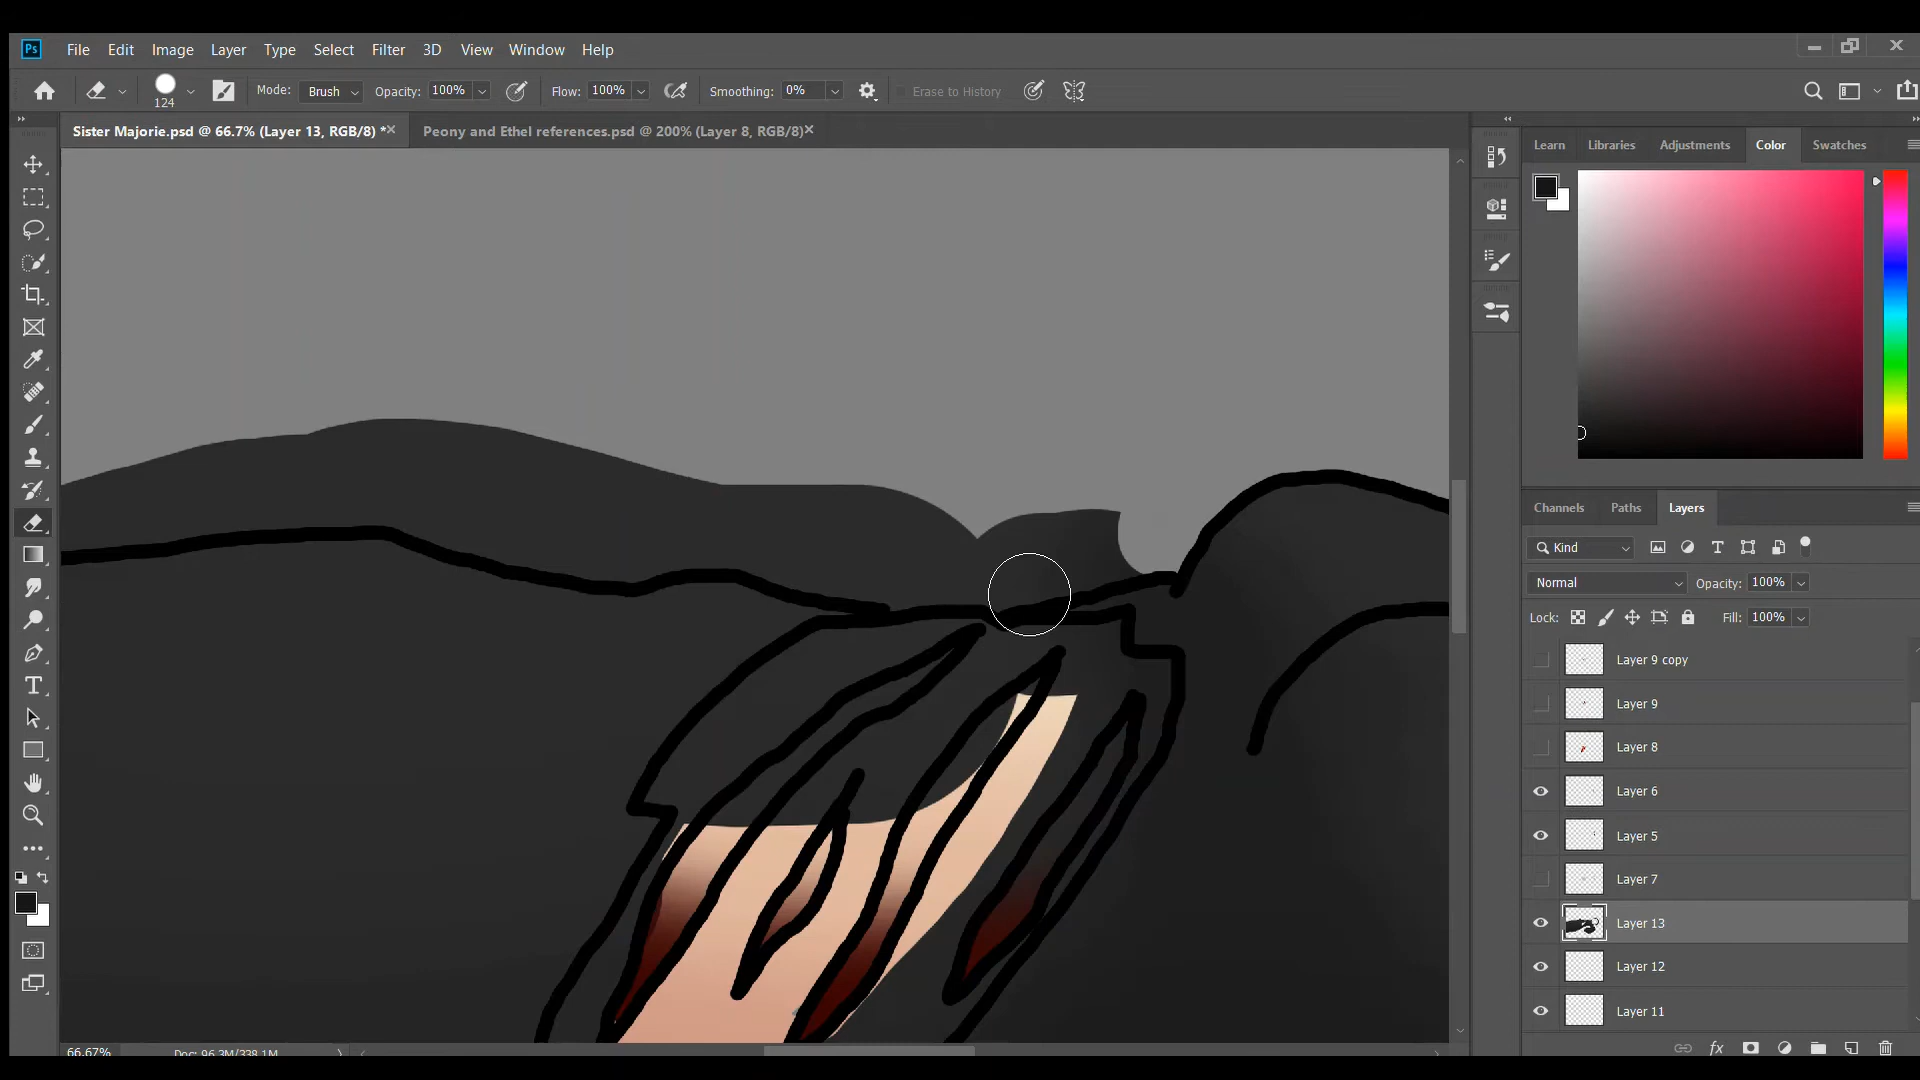 Ps File Edit Image Layer Type Select Filter 3D View Window Help
124 Mode: Brush Opacity: 100% Flow: 100% Smoothing: 0% Erase to History
Sister Majorie.psd @ 66.7% (Layer 13, RGB/8) * Peony and Ethel references.psd @ 200% (Layer 8, RGB/8)
Learn Libraries Adjustments Color Swatches
Channels Paths Layers
Kind
Normal Opacity: 100%
Lock: Fill: 100%
Layer 9 copy
Layer 9
Layer 8
Layer 6
Layer 5
Layer 7
Layer 13
Layer 12
Layer 11
66.67% Doc: 96.3M/338.1M
fx